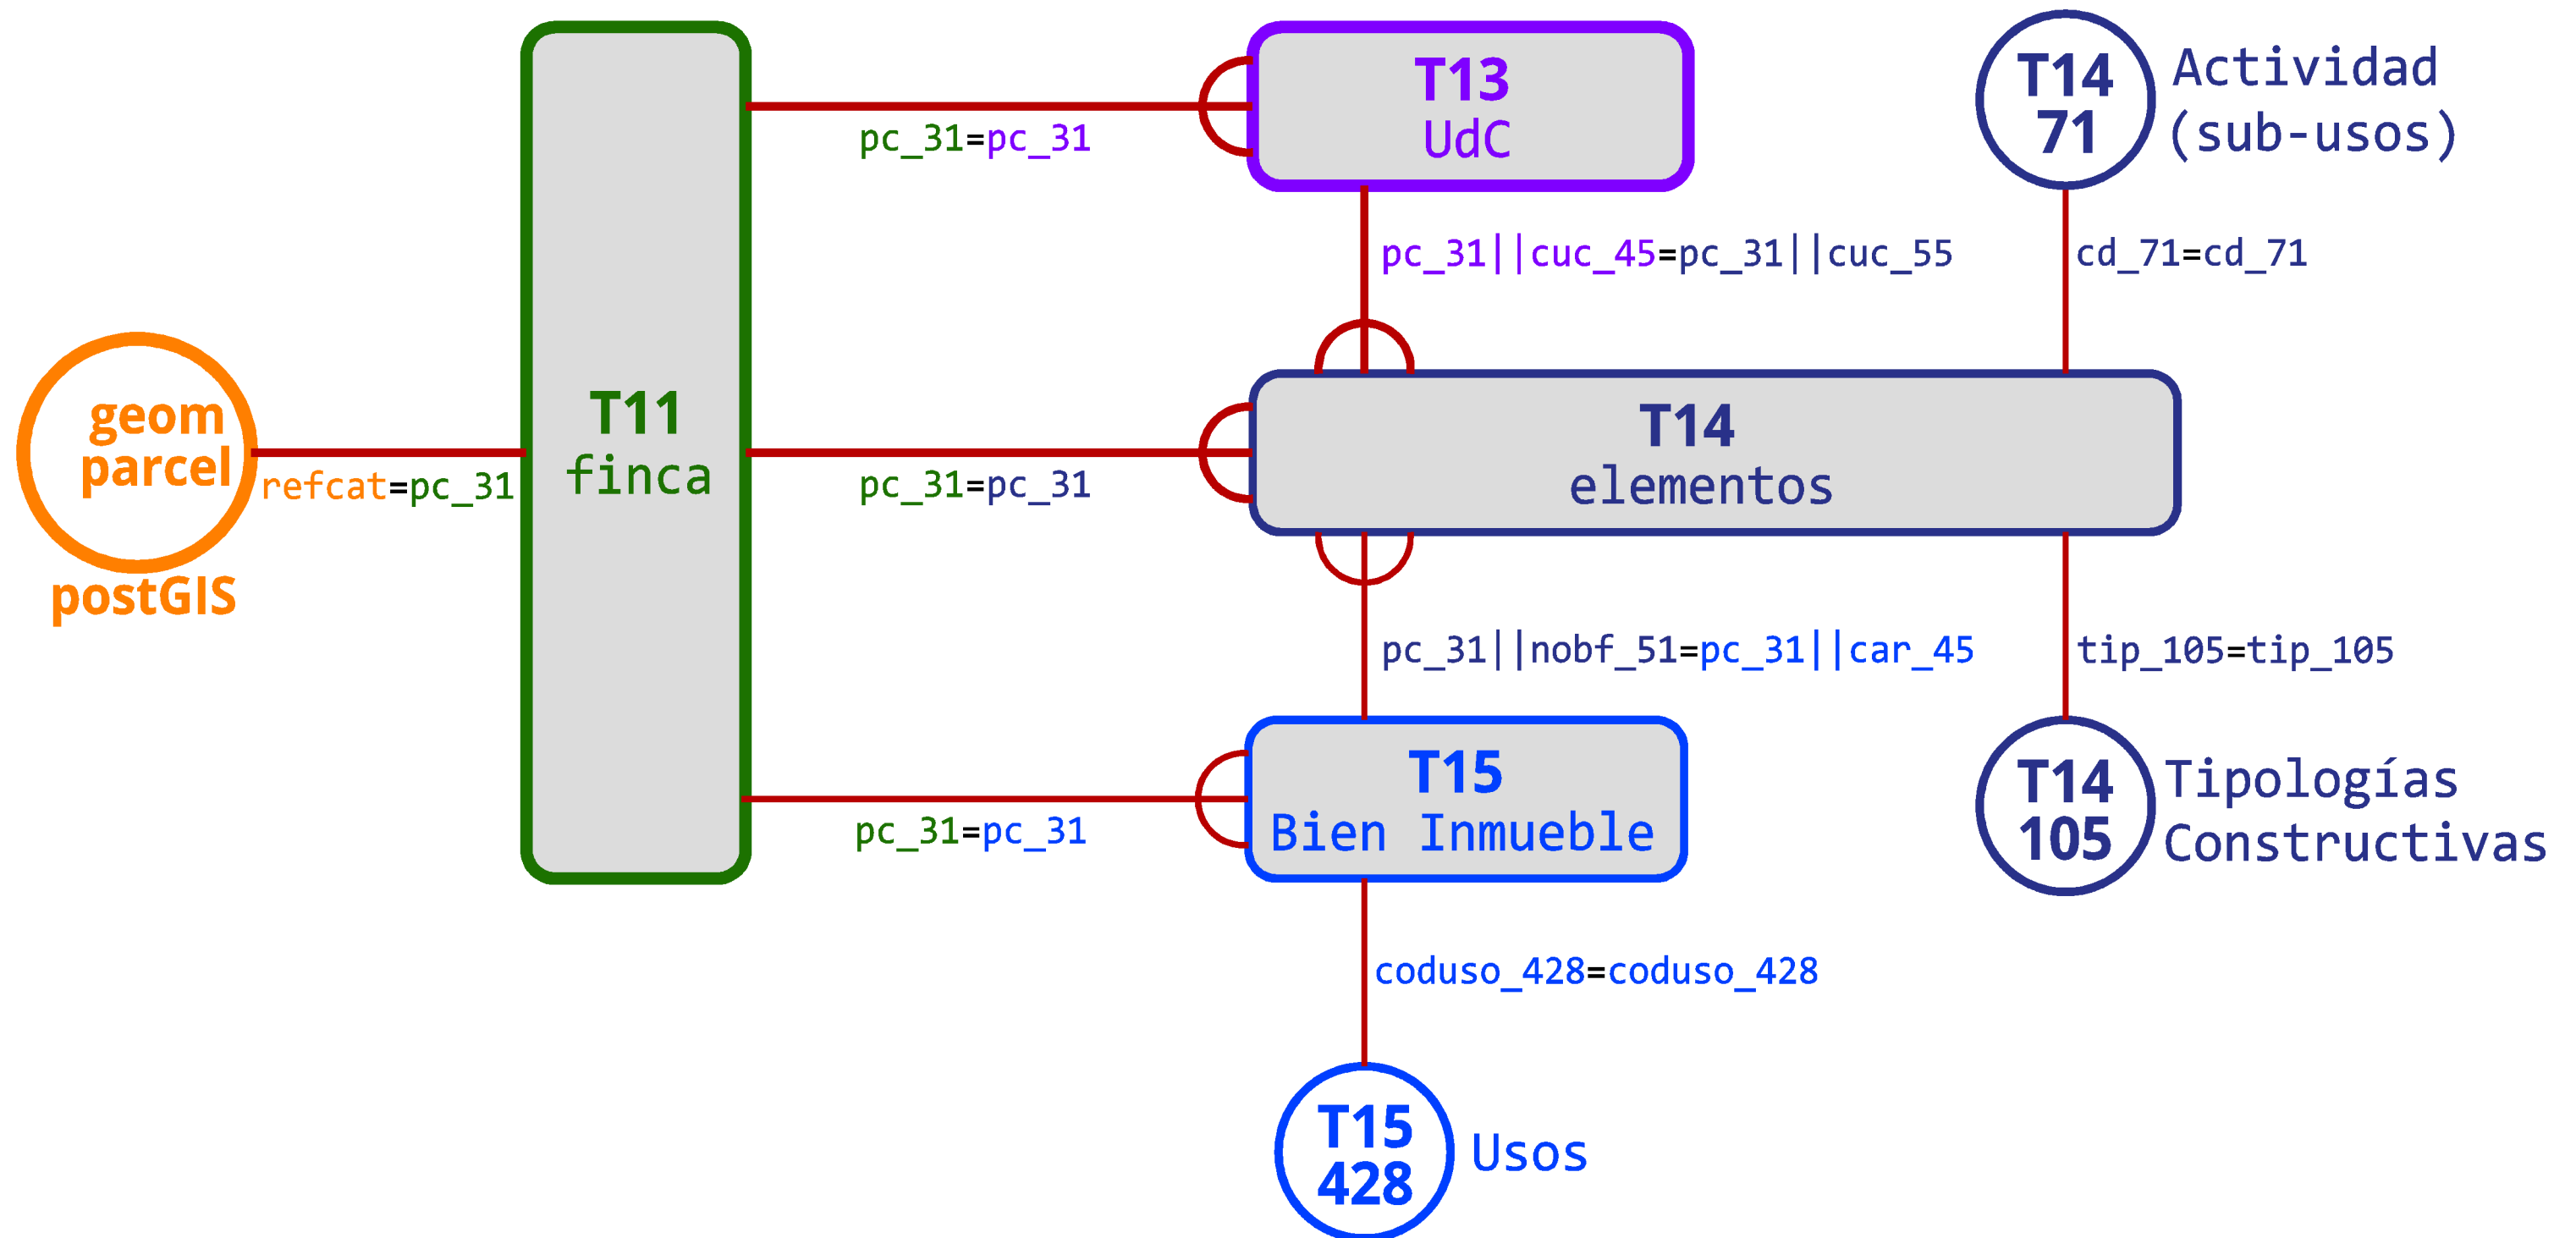 geom
parcel
postGIS
refcat=pc_31
T11
finca
pc_31=pc_31
T13
UdC
pc_31||cuc_45=pc_31||cuc_55
T14
71
Actividad
(sub-usos)
cd_71=cd_71
pc_31=pc_31
T14
elementos
pc_31||nobf_51=pc_31||car_45
tip_105=tip_105
T14
105
Tipologías
Constructivas
pc_31=pc_31
T15
Bien Inmueble
coduso_428=coduso_428
T15
428
Usos